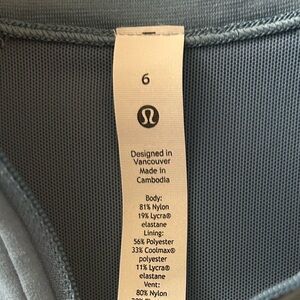 6
Designed in
Vancouver
Made in
Cambodia
Body:
81% Nylon
19% Lycra®
elastane
Lining:
56% Polyester
33% Coolmax®
polyester
11% Lycra®
elastane
Vent:
80% Nylon